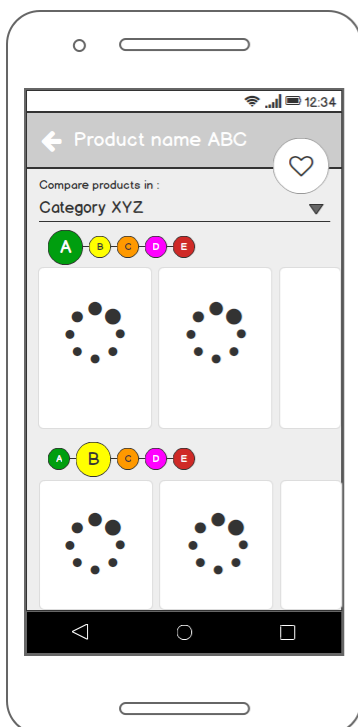 12:34
Product name ABC
Compare products in :
Category XYZ
A B C D E
A B C D E